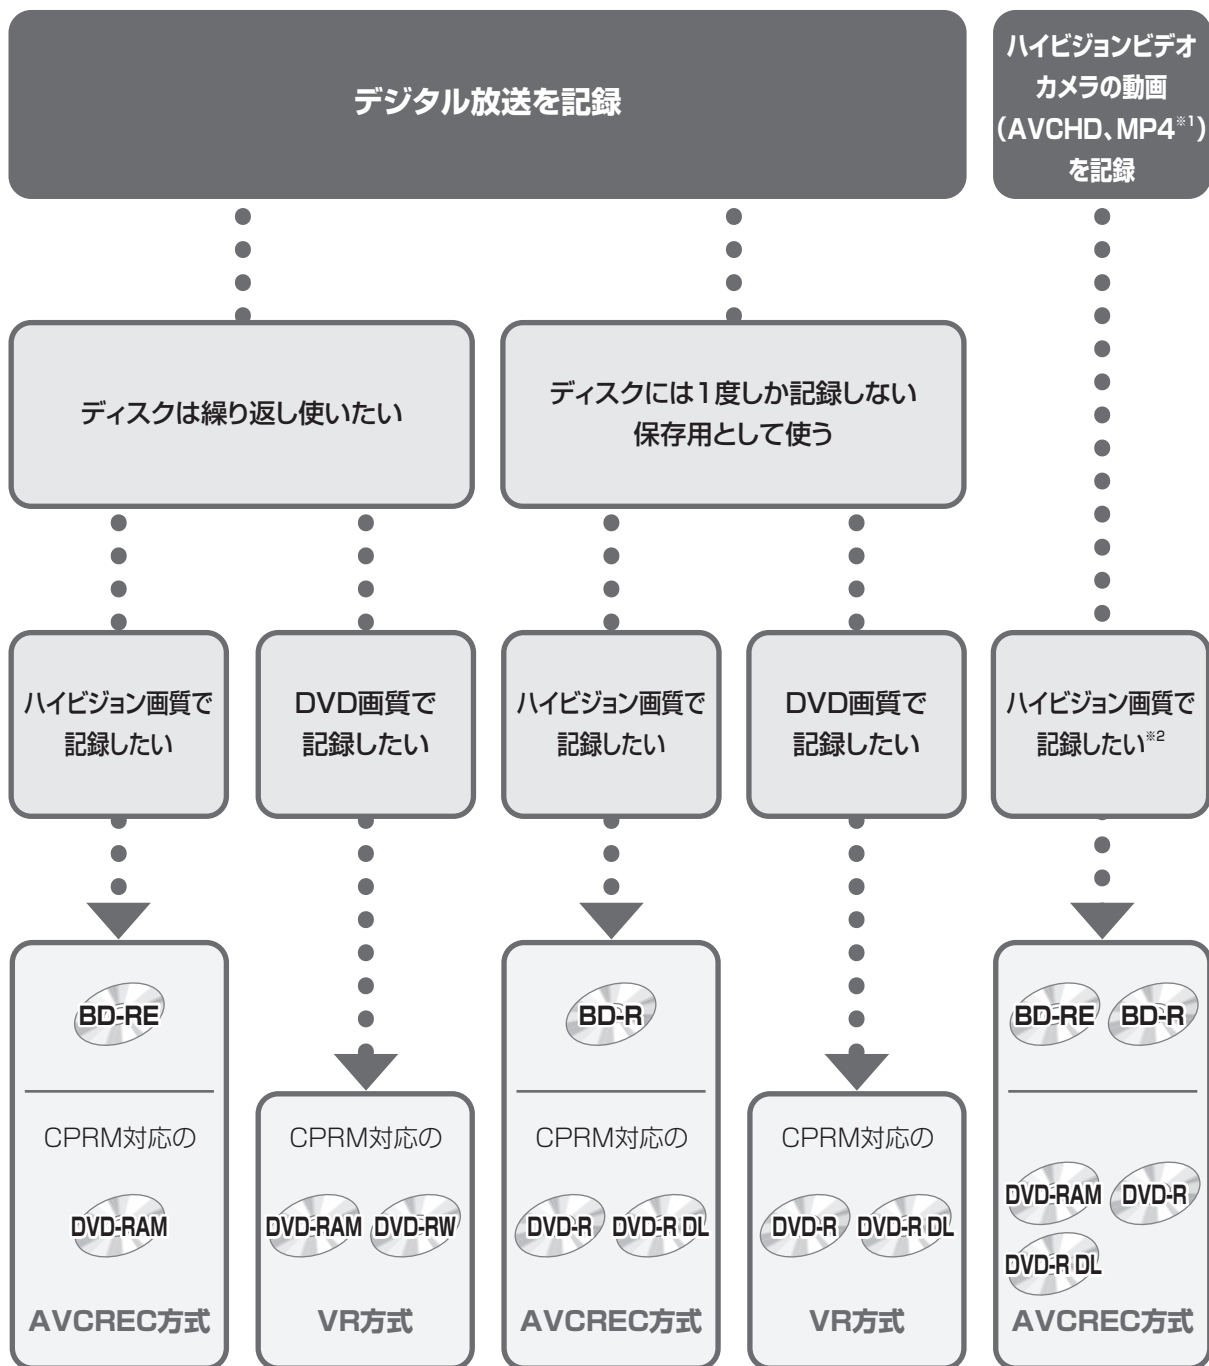 デジタル放送を記録
ハイビジョンビデオ
カメラの動画
(AVCHD、MP4※1)
を記録
ディスクは繰り返し使いたい
ディスクには1度しか記録しない
保存用として使う
ハイビジョン画質で
記録したい
DVD画質で
記録したい
ハイビジョン画質で
記録したい
DVD画質で
記録したい
ハイビジョン画質で
記録したい※2
BD-RE
CPRM対応の
DVD-RAM
AVCREC方式
CPRM対応の
DVD-RAM DVD-RW
VR方式
BD-R
CPRM対応の
DVD-R DVD-R DL
AVCREC方式
CPRM対応の
DVD-R DVD-R DL
VR方式
BD-RE BD-R
DVD-RAM DVD-R
DVD-R DL
AVCREC方式